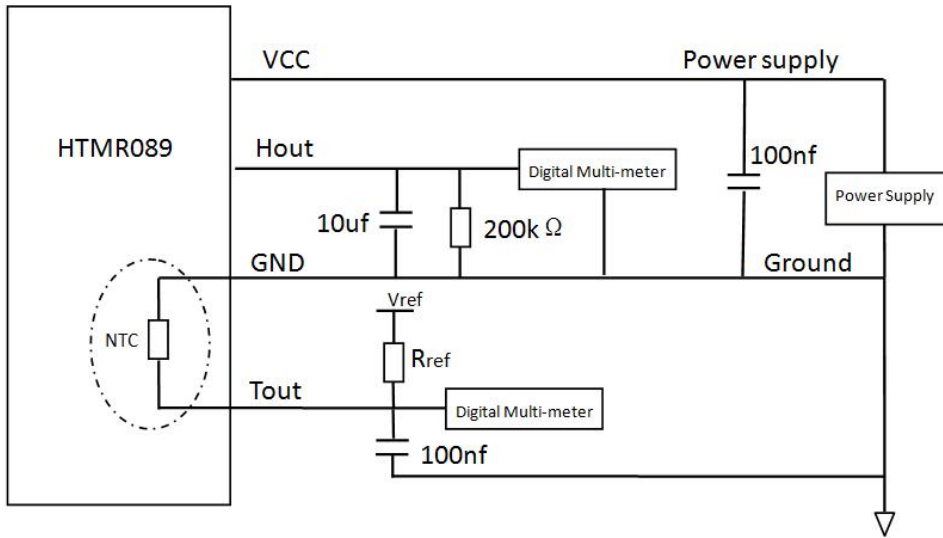 VCC
Power supply
HTMR089
Hout
Digital Multi-meter
100nf
Power Supply
10uf
200k Ω
GND
Ground
Vref
NTC
Rref
Tout
Digital Multi-meter
100nf